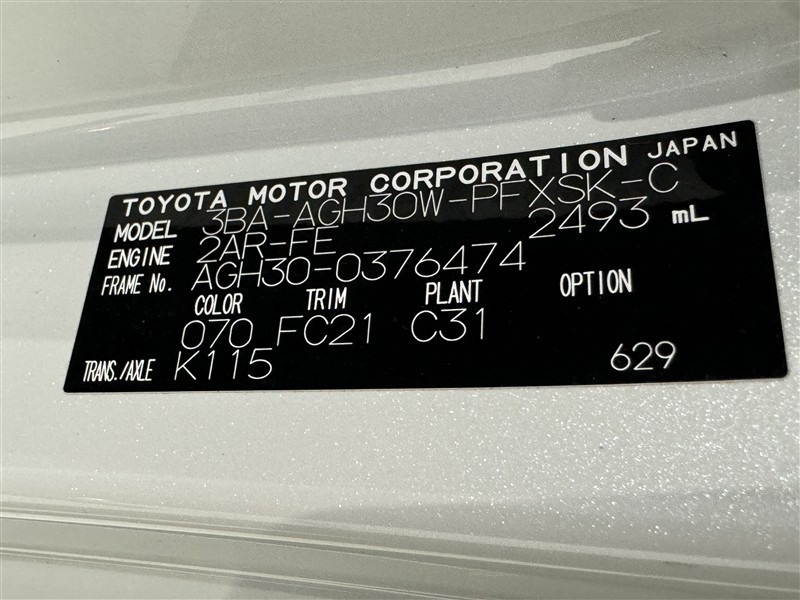 TOYOTA MOTOR CORPORATION JAPAN
MODEL 3BA-AGH30W-PFXSK-C
ENGINE 2AR-FE 2493 mL
FRAME No. AGH30-0376474
COLOR TRIM PLANT OPTION
070 FC21 C31
TRANS./AXLE K115 629